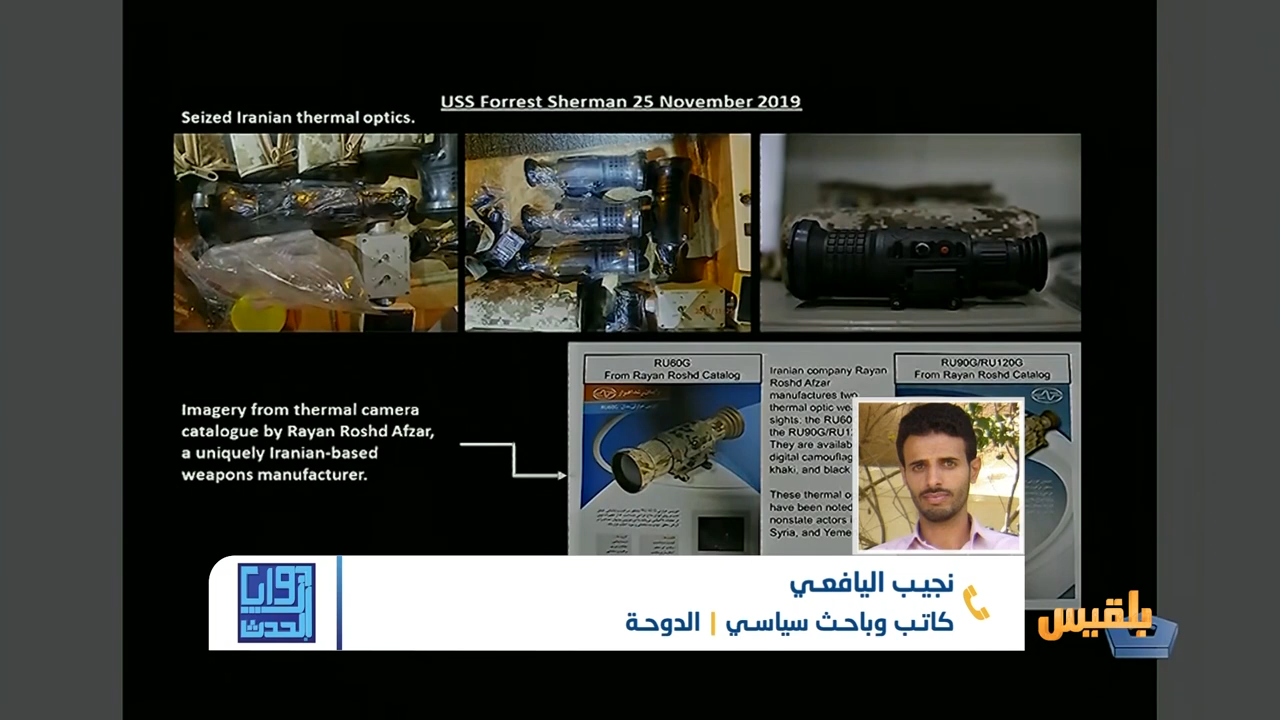 USS Forrest Sherman 25 November 2019
Seized Iranian thermal optics.
RU60G
From Rayan Roshd Catalog
Iranian company Rayan
Roshd Afzar
manufactures two
thermal optic
sights, the RU60
the RU90G/RU1
They are availab
digital camouflag
khaki, and black
These thermal o
have been noted
nonstate actors
Syria, and Yeme
RU90G/RU120G
From Rayan Roshd Catalog
Imagery from thermal camera
catalogue by Rayan Roshd Afzar,
a uniquely Iranian-based
weapons manufacturer.
نجيب اليافعي
كاتب وباحث سياسي | الدوحة
بلقيس